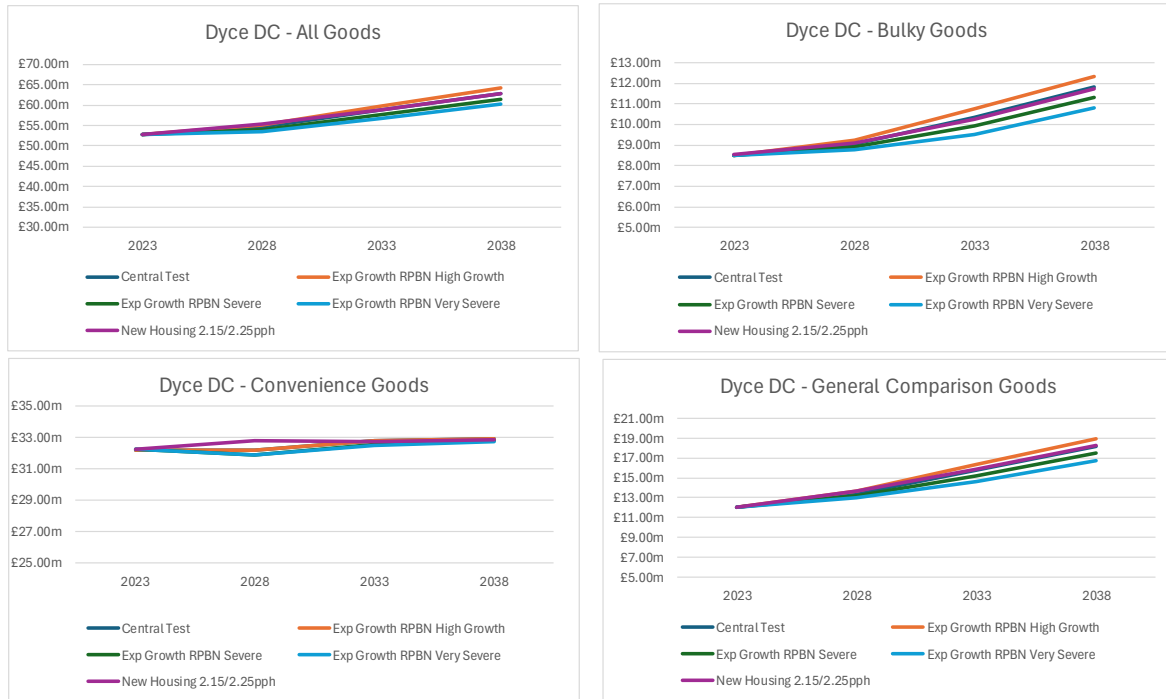 Dyce DC - All Goods
£70.00m
£65.00m
£60.00m
£55.00m
£50.00m
£45.00m
£40.00m
£35.00m
£30.00m
2023 2028 2033 2038
Central Test Exp Growth RPBN High Growth
Exp Growth RPBN Severe Exp Growth RPBN Very Severe
New Housing 2.15/2.25pph
Dyce DC - Bulky Goods
£13.00m
£12.00m
£11.00m
£10.00m
£9.00m
£8.00m
£7.00m
£6.00m
£5.00m
2023 2028 2033 2038
Central Test Exp Growth RPBN High Growth
Exp Growth RPBN Severe Exp Growth RPBN Very Severe
New Housing 2.15/2.25pph
Dyce DC - Convenience Goods
£35.00m
£33.00m
£31.00m
£29.00m
£27.00m
£25.00m
2023 2028 2033 2038
Central Test Exp Growth RPBN High Growth
Exp Growth RPBN Severe Exp Growth RPBN Very Severe
New Housing 2.15/2.25pph
Dyce DC - General Comparison Goods
£21.00m
£19.00m
£17.00m
£15.00m
£13.00m
£11.00m
£9.00m
£7.00m
£5.00m
2023 2028 2033 2038
Central Test Exp Growth RPBN High Growth
Exp Growth RPBN Severe Exp Growth RPBN Very Severe
New Housing 2.15/2.25pph